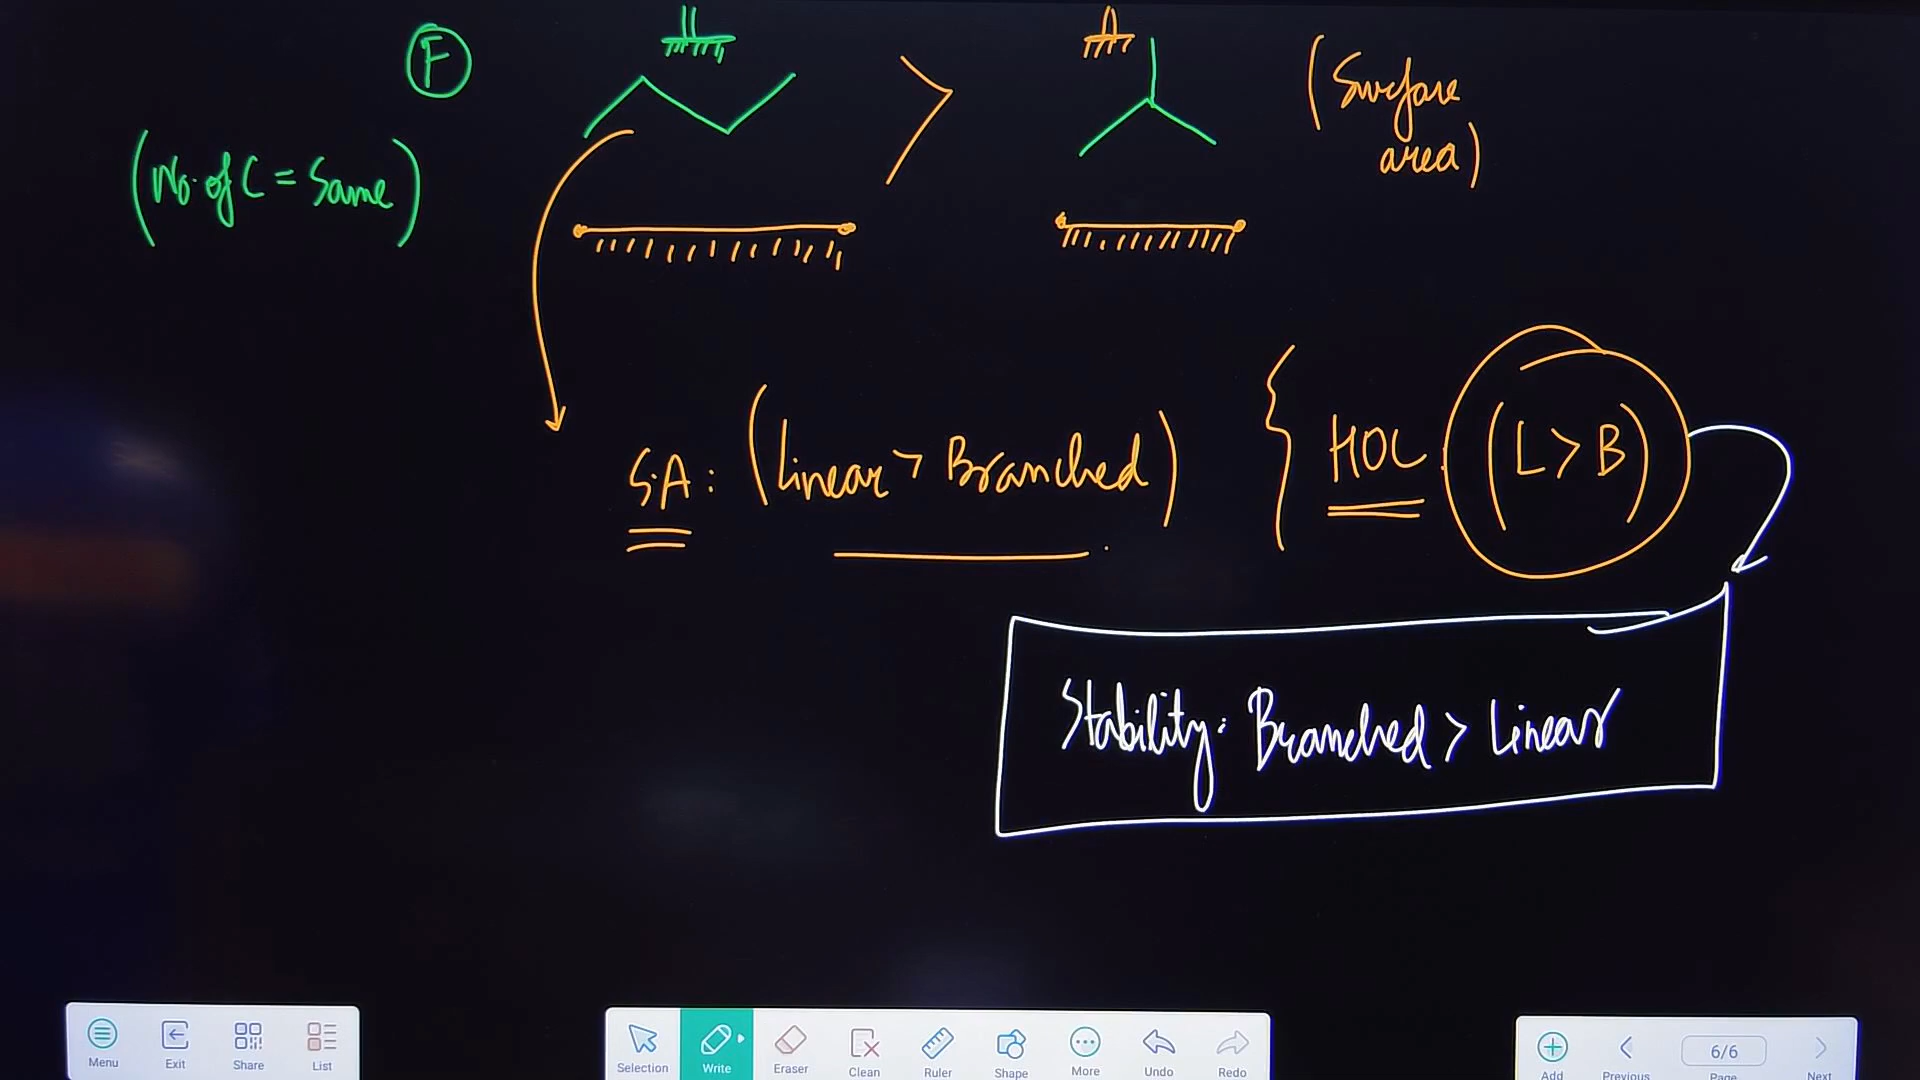 F
(No. of C = Same)
>
(Surface
area)
S.A : (Linear > Branched)
{ HOC (L > B)
Stability: Branched > Linear
Menu
Exit
Share
List
Selection
Write
Eraser
Clean
Ruler
Shape
More
Undo
Redo
Add
Previous
6/6
Page
Next